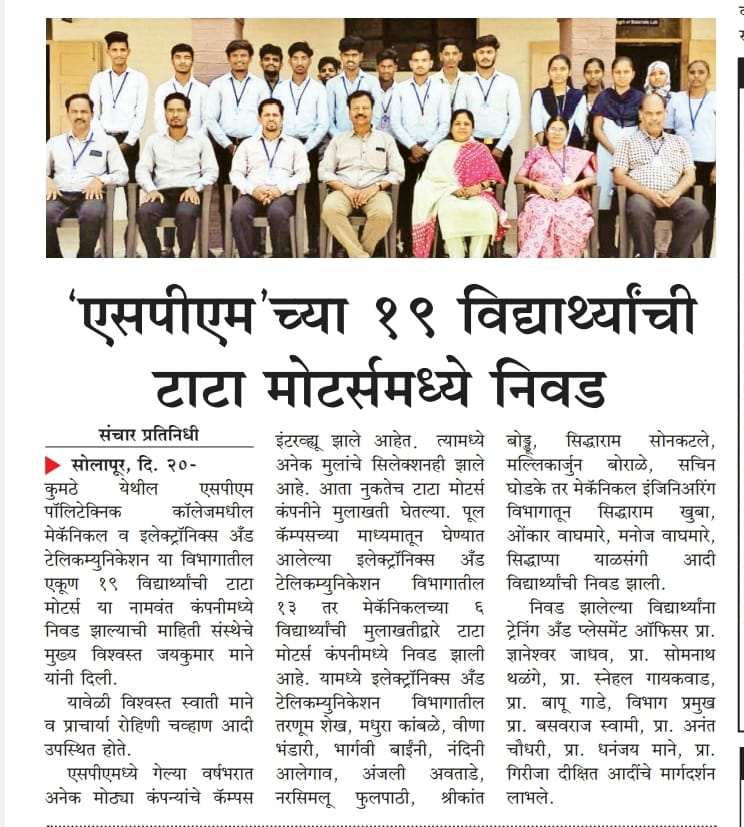 ‘एसपीएम’च्या १९ विद्यार्थ्यांची
टाटा मोटर्समध्ये निवड
संचार प्रतिनिधी
सोलापूर, दि. २०-
कुमठे येथील एसपीएम
पॉलिटेक्निक कॉलेजमधील
मेकॅनिकल व इलेक्ट्रॉनिक्स अँड
टेलिकम्युनिकेशन या विभागातील
एकूण १९ विद्यार्थ्यांची टाटा
मोटर्स या नामवंत कंपनीमध्ये
निवड झाल्याची माहिती संस्थेचे
मुख्य विश्वस्त जयकुमार माने
यांनी दिली.
यावेळी विश्वस्त स्वाती माने
व प्राचार्या रोहिणी चव्हाण आदी
उपस्थित होते.
एसपीएममध्ये गेल्या वर्षभरात
अनेक मोठ्या कंपन्यांचे कॅम्पस
इंटरव्ह्यू झाले आहेत. त्यामध्ये
अनेक मुलांचे सिलेक्शनही झाले
आहे. आता नुकतेच टाटा मोटर्स
कंपनीने मुलाखती घेतल्या. पूल
कॅम्पसच्या माध्यमातून घेण्यात
आलेल्या इलेक्ट्रॉनिक्स अँड
टेलिकम्युनिकेशन विभागातील
१३ तर मेकॅनिकलच्या ६
विद्यार्थ्यांची मुलाखतीद्वारे टाटा
मोटर्स कंपनीमध्ये निवड झाली
आहे. यामध्ये इलेक्ट्रॉनिक्स अँड
टेलिकम्युनिकेशन विभागातील
तरणूम शेख, मधुरा कांबळे, वीणा
भंडारी, भार्गवी बाईनी, नंदिनी
आलेगाव, अंजली अवताडे,
नरसिमलू फुलपाठी, श्रीकांत
बोड्डू, सिद्धाराम सोनकटले,
मल्लिकार्जुन बोराळे, सचिन
घोडके तर मेकॅनिकल इंजिनिअरिंग
विभागातून सिद्धाराम खुबा,
ओंकार वाघमारे, मनोज वाघमारे,
सिद्धाप्पा याळसंगी आदी
विद्यार्थ्यांची निवड झाली.
निवड झालेल्या विद्यार्थ्यांना
ट्रेनिंग अँड प्लेसमेंट ऑफिसर प्रा.
ज्ञानेश्वर जाधव, प्रा. सोमनाथ
थळंगे, प्रा. स्नेहल गायकवाड,
प्रा. बापू गाडे, विभाग प्रमुख
प्रा. बसवराज स्वामी, प्रा. अनंत
चौधरी, प्रा. धनंजय माने, प्रा.
गिरीजा दीक्षित आदींचे मार्गदर्शन
लाभले.